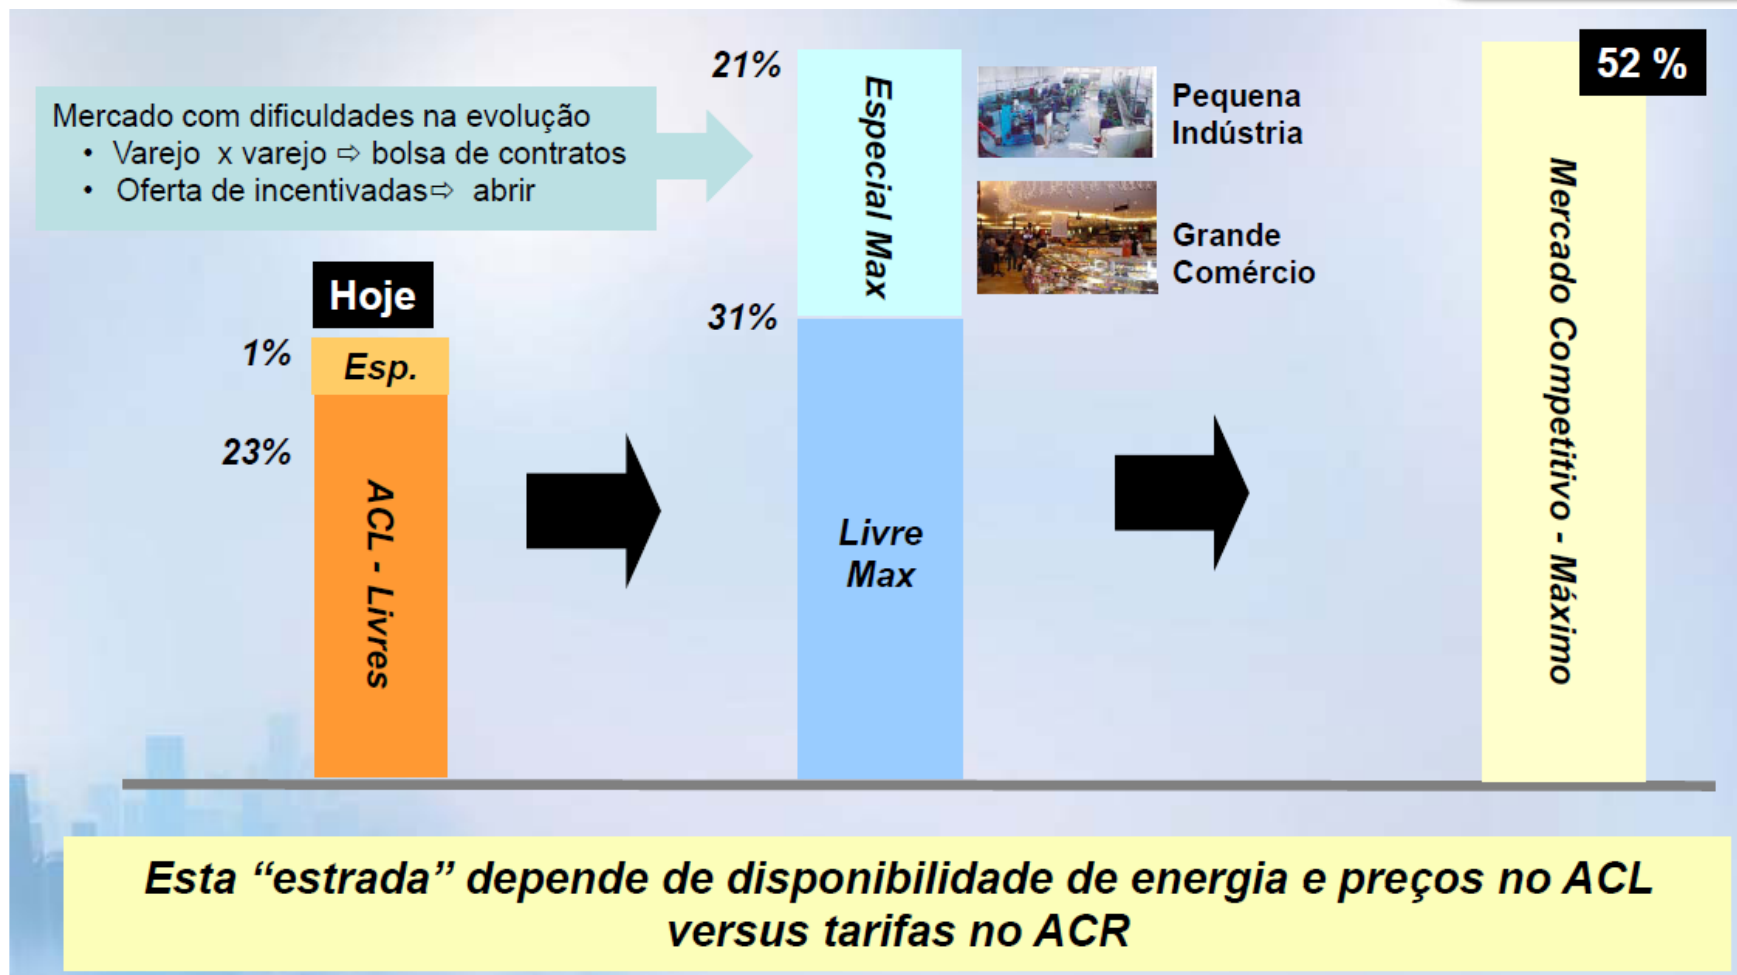 Mercado com dificuldades na evolução
• Varejo x varejo ⇨ bolsa de contratos
• Oferta de incentivadas⇨ abrir
Hoje
1%
Esp.
23%
ACL - Livres
21%
Especial Max
31%
Livre
Max
Pequena
Indústria
Grande
Comércio
52 %
Mercado Competitivo - Máximo
Esta “estrada” depende de disponibilidade de energia e preços no ACL
versus tarifas no ACR